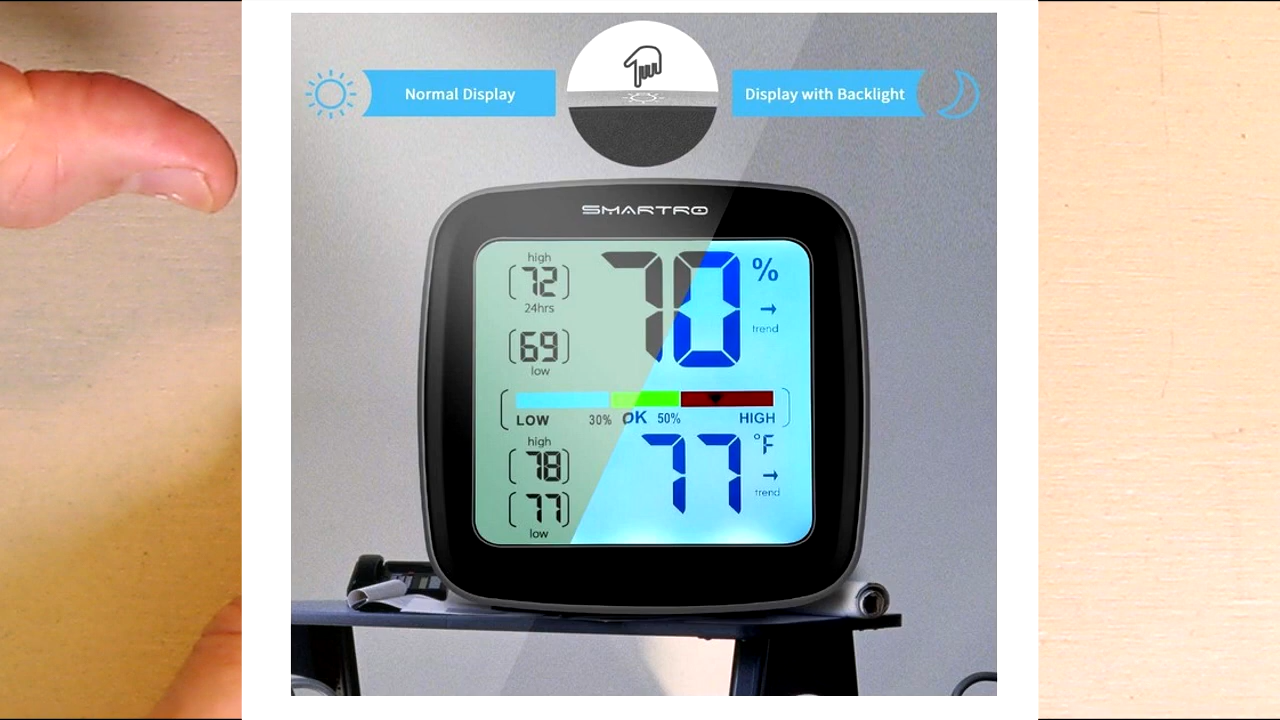 Normal Display
Display with Backlight
SMARTRO
high
72
24hrs
69
low
70 %
trend
LOW 30% OK 50% HIGH
high
78
77
low
77 °F
trend